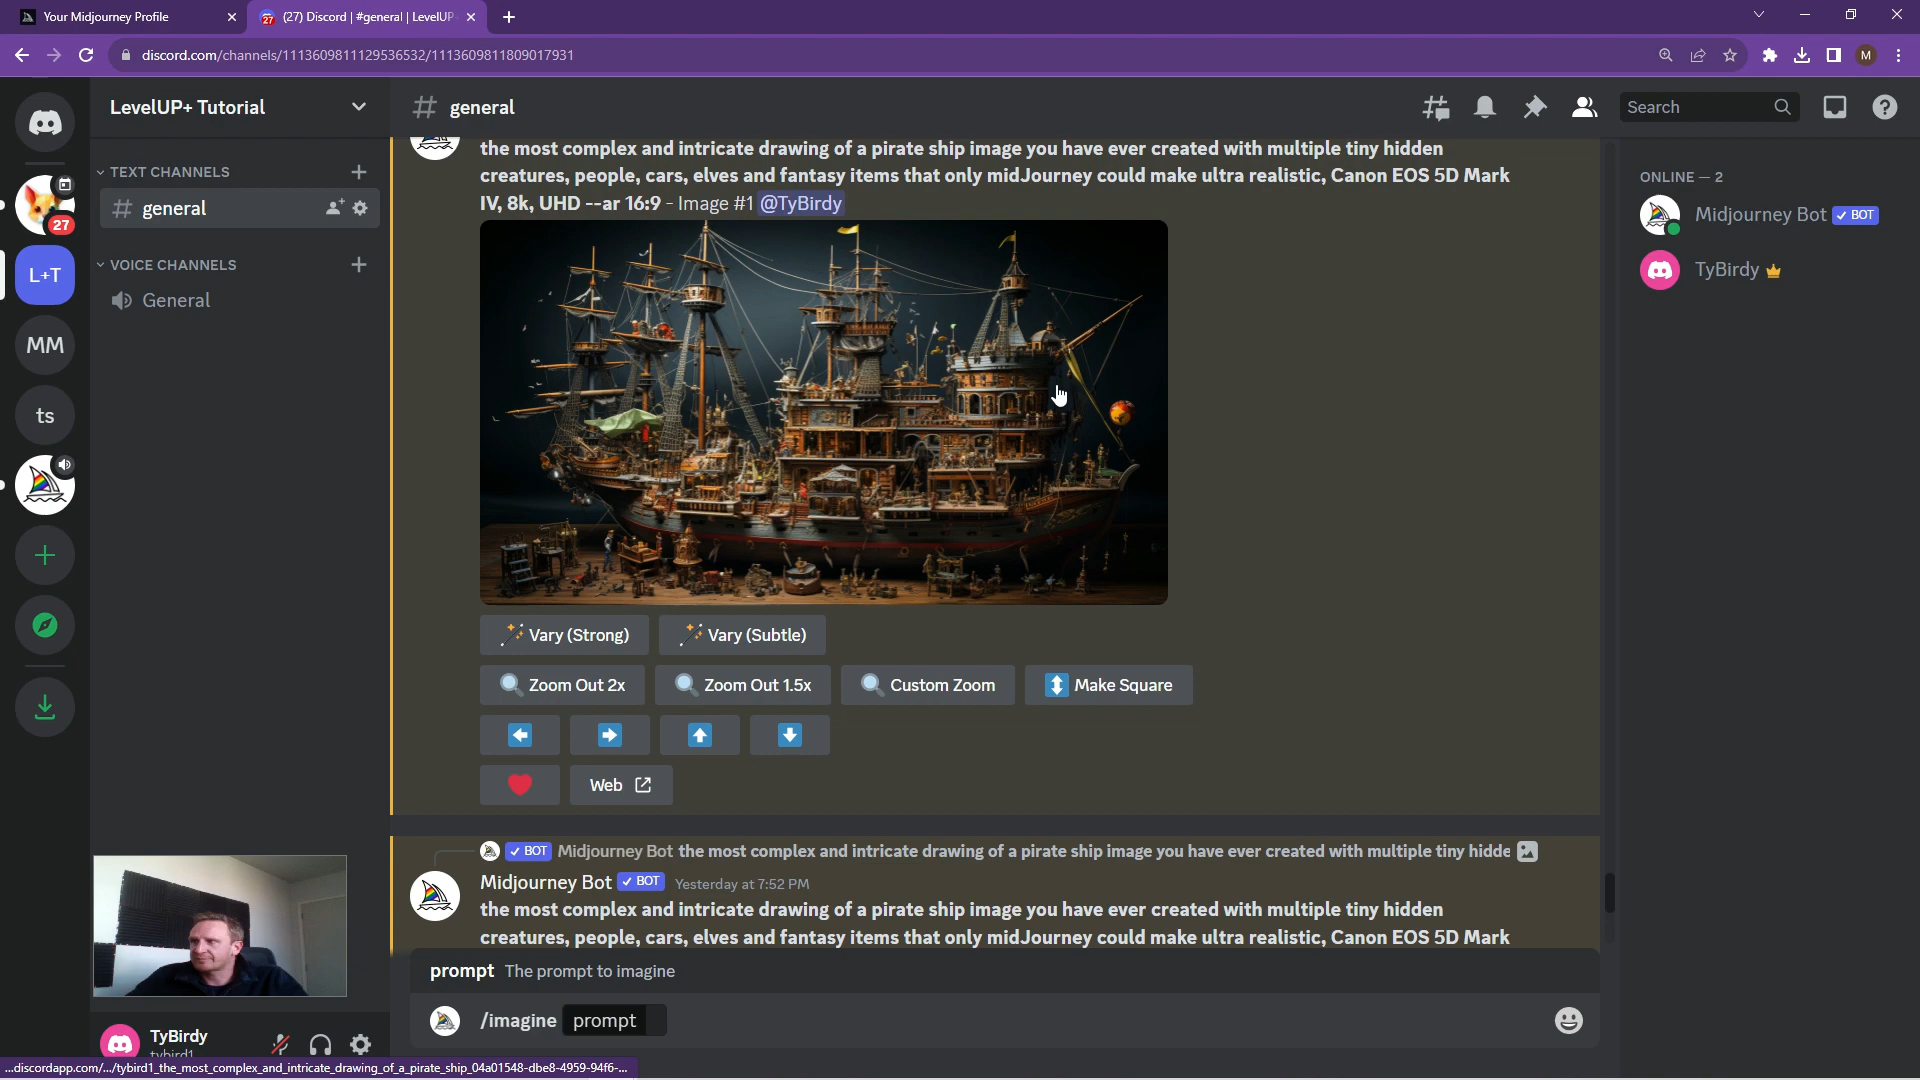 Your Midjourney Profile
27 (27) Discord | #general | LevelUP
discord.com/channels/1113609811129536532/1113609811809017931
M
LevelUP+ Tutorial
general
Search
TEXT CHANNELS
general
VOICE CHANNELS
General
27
L+T
MM
ts
the most complex and intricate drawing of a pirate ship image you have ever created with multiple tiny hidden
creatures, people, cars, elves and fantasy items that only midJourney could make ultra realistic, Canon EOS 5D Mark
IV, 8k, UHD --ar 16:9 - Image #1 @TyBirdy
Vary (Strong) Vary (Subtle)
Zoom Out 2x Zoom Out 1.5x Custom Zoom Make Square
Web
BOT Midjourney Bot the most complex and intricate drawing of a pirate ship image you have ever created with multiple tiny hidde
Midjourney Bot BOT Yesterday at 7:52 PM
the most complex and intricate drawing of a pirate ship image you have ever created with multiple tiny hidden
creatures, people, cars, elves and fantasy items that only midJourney could make ultra realistic, Canon EOS 5D Mark
prompt The prompt to imagine
/imagine prompt
ONLINE — 2
Midjourney Bot BOT
TyBirdy
TyBirdy
tybird1
...discordapp.com/.../tybird1_the_most_complex_and_intricate_drawing_of_a_pirate_ship_04a01548-dbe8-4959-94f6-...